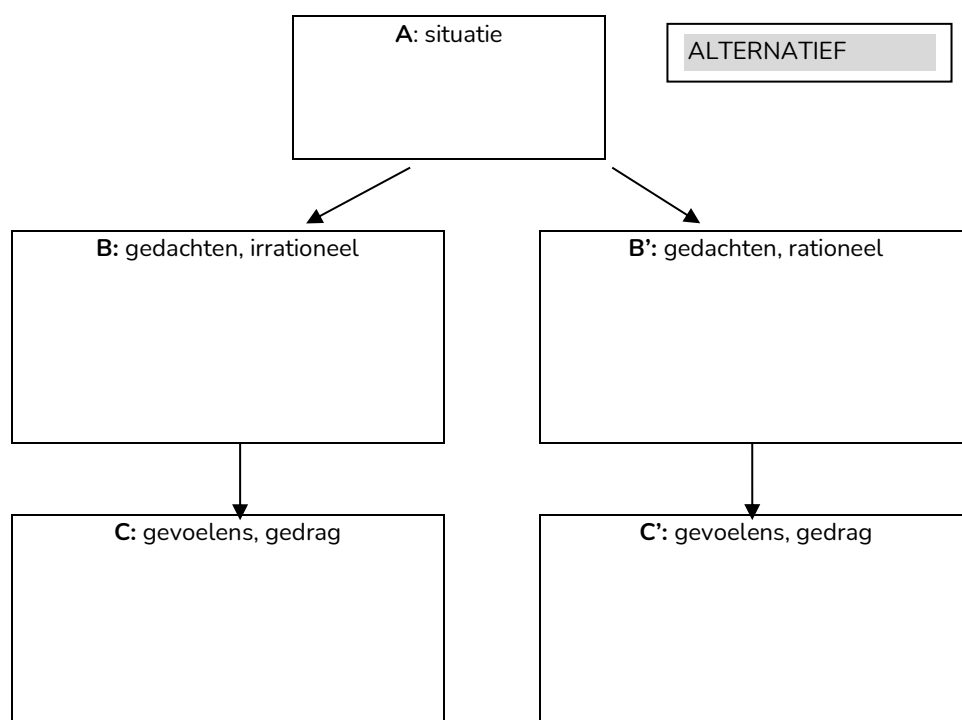 A: situatie
ALTERNATIEF
B: gedachten, irrationeel
B’: gedachten, rationeel
C: gevoelens, gedrag
C’: gevoelens, gedrag